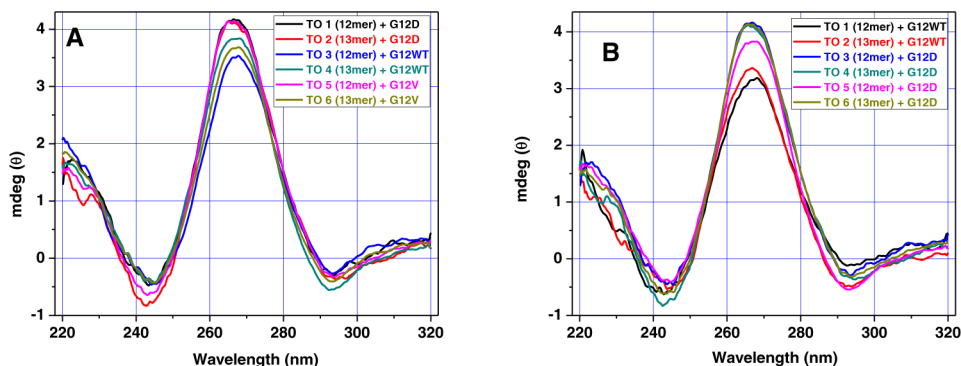 A
TO 1 (12mer) + G12D
TO 2 (13mer) + G12D
TO 3 (12mer) + G12WT
TO 4 (13mer) + G12WT
TO 5 (12mer) + G12V
TO 6 (13mer) + G12V
4
3
2
1
0
-1
mdeg (θ)
220 240 260 280 300 320
Wavelength (nm)
B
TO 1 (12mer) + G12WT
TO 2 (13mer) + G12WT
TO 3 (12mer) + G12D
TO 4 (13mer) + G12D
TO 5 (12mer) + G12D
TO 6 (13mer) + G12D
4
3
2
1
0
-1
mdeg (θ)
220 240 260 280 300 320
Wavelength (nm)